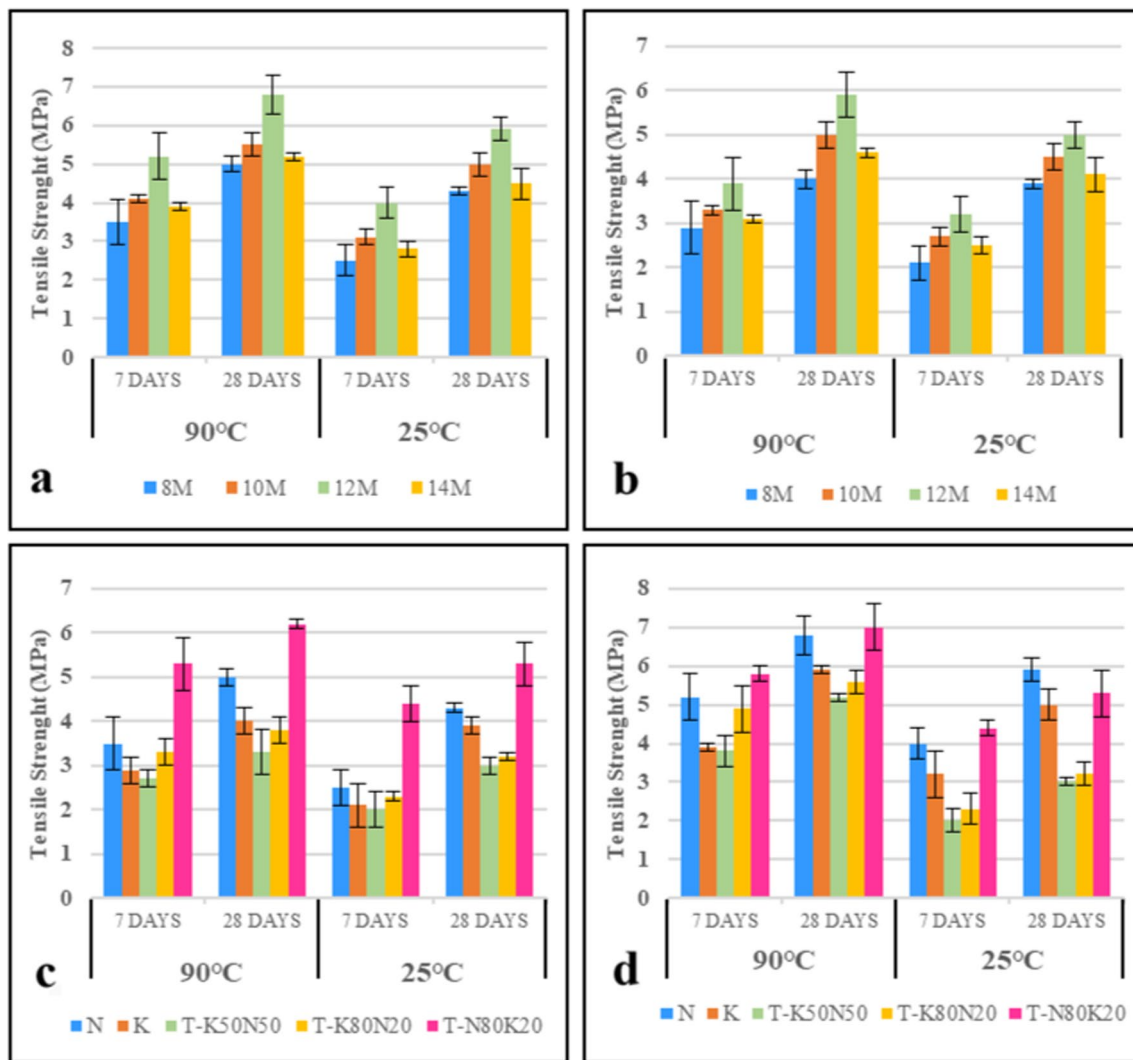 8
7
6
5
4
3
2
1
0
Tensile Strenght (MPa)
7 DAYS 28 DAYS 7 DAYS 28 DAYS
90°C 25°C
a
8M 10M 12M 14M
7
6
5
4
3
2
1
0
Tensile Strenght (MPa)
7 DAYS 28 DAYS 7 DAYS 28 DAYS
90°C 25°C
b
8M 10M 12M 14M
7
6
5
4
3
2
1
0
Tensile Strenght (MPa)
7 DAYS 28 DAYS 7 DAYS 28 DAYS
90°C 25°C
c
N K T-K50N50 T-K80N20 T-N80K20
8
7
6
5
4
3
2
1
0
Tensile Strenght (MPa)
7 DAYS 28 DAYS 7 DAYS 28 DAYS
90°C 25°C
d
N K T-K50N50 T-K80N20 T-N80K20